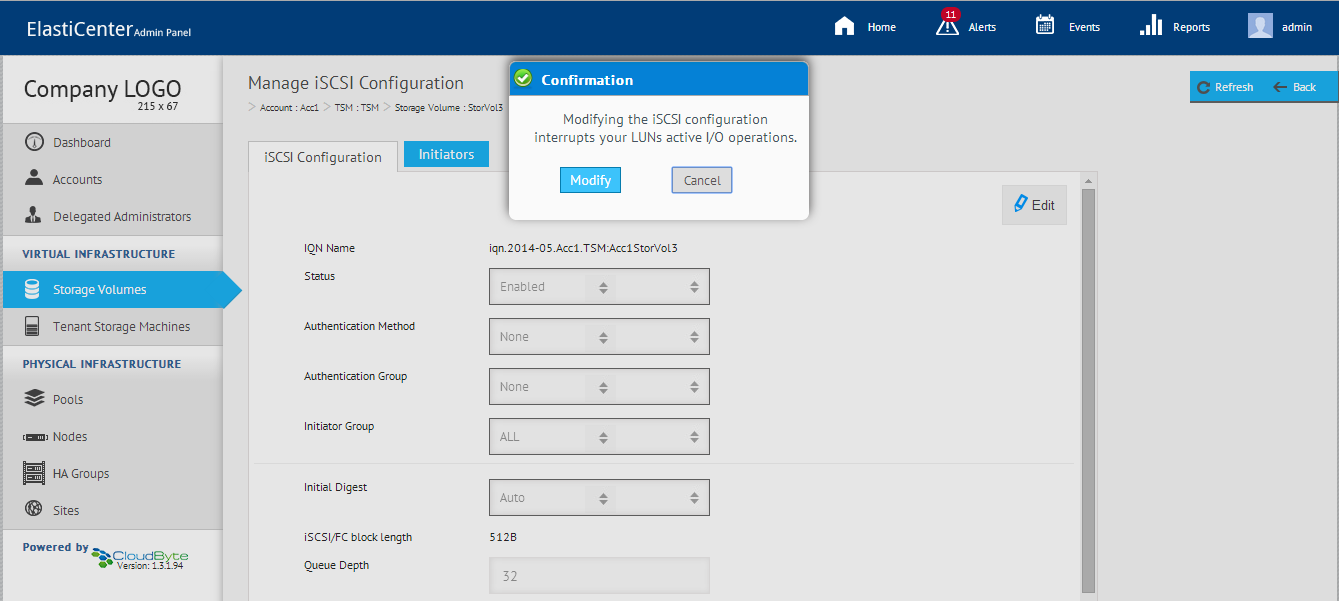 ElastiCenter Admin Panel
Home
11
Alerts
Events
Reports
admin
Company LOGO
215 x 67
Dashboard
Accounts
Delegated Administrators
VIRTUAL INFRASTRUCTURE
Storage Volumes
Tenant Storage Machines
PHYSICAL INFRASTRUCTURE
Pools
Nodes
HA Groups
Sites
Powered by CloudByte
Version: 1.3.1.94
Manage iSCSI Configuration
> Account : Acc1 > TSM : TSM > Storage Volume : StorVol3
Refresh
Back
Confirmation
Modifying the iSCSI configuration
interrupts your LUNs active I/O operations.
Modify
Cancel
iSCSI Configuration
Initiators
Edit
IQN Name iqn.2014-05.Acc1.TSM:Acc1StorVol3
Status Enabled
Authentication Method None
Authentication Group None
Initiator Group ALL
Initial Digest Auto
iSCSI/FC block length 512B
Queue Depth 32